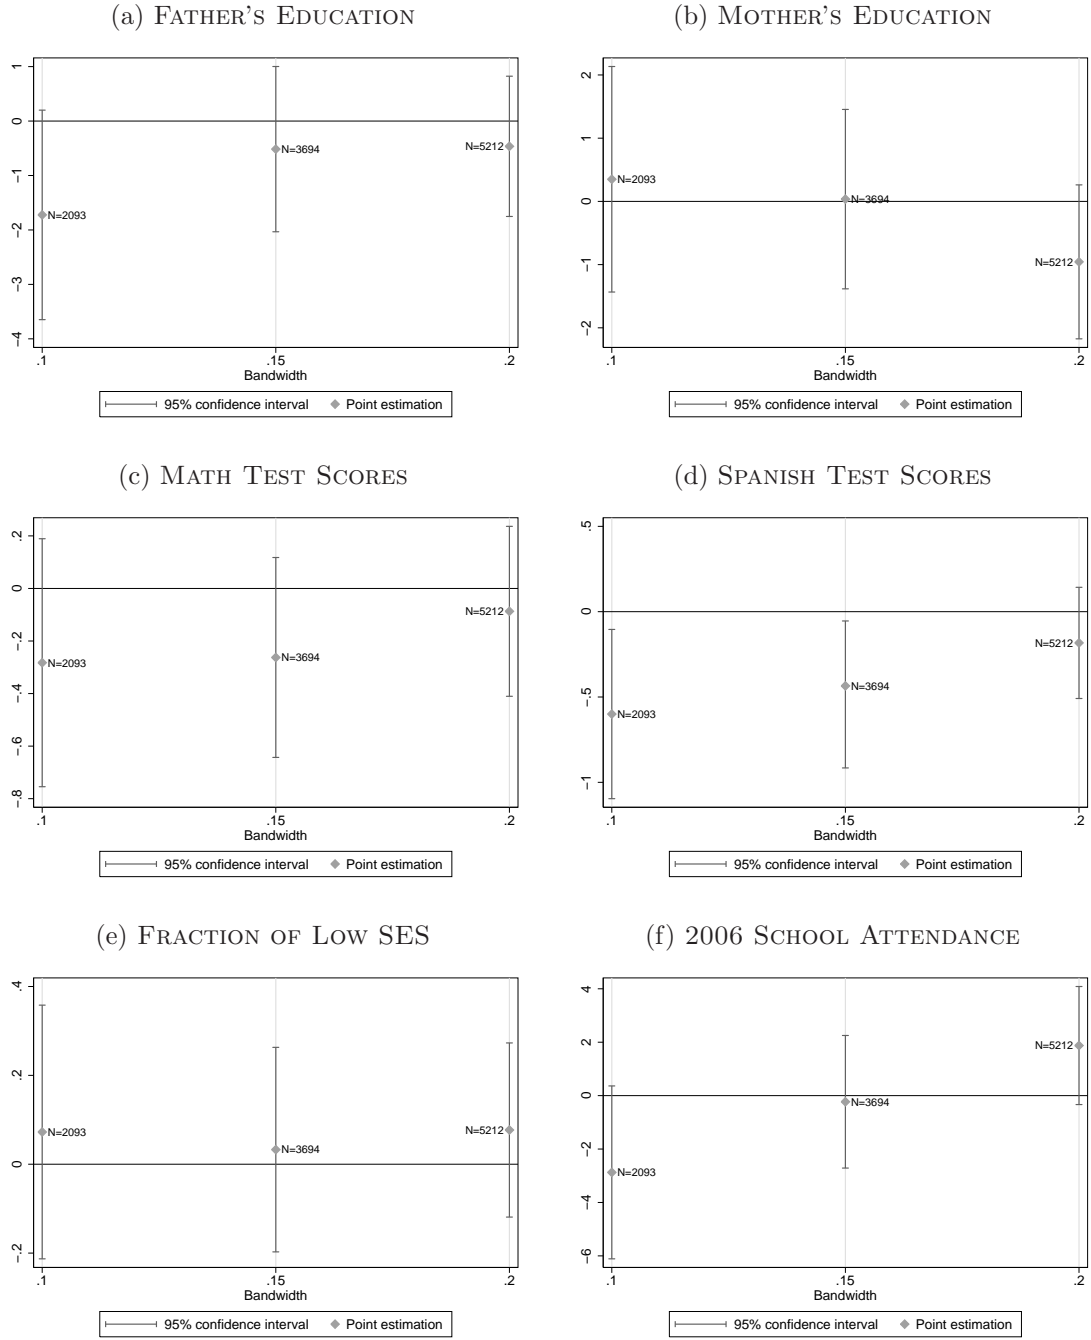 (a) Father's Education
1
0
−1
−2
−3
−4
N=2093
N=3694
N=5212
.1
.15
.2
Bandwidth
95% confidence interval Point estimation
(b) Mother's Education
2
1
0
−1
−2
N=2093
N=3694
N=5212
.1
.15
.2
Bandwidth
95% confidence interval Point estimation
(c) Math Test Scores
.2
0
−.2
−.4
−.6
−.8
N=2093
N=3694
N=5212
.1
.15
.2
Bandwidth
95% confidence interval Point estimation
(d) Spanish Test Scores
.5
0
−.5
−1
N=2093
N=3694
N=5212
.1
.15
.2
Bandwidth
95% confidence interval Point estimation
(e) Fraction of Low SES
.4
.2
0
−.2
N=2093
N=3694
N=5212
.1
.15
.2
Bandwidth
95% confidence interval Point estimation
(f) 2006 School Attendance
4
2
0
−2
−4
−6
N=2093
N=3694
N=5212
.1
.15
.2
Bandwidth
95% confidence interval Point estimation